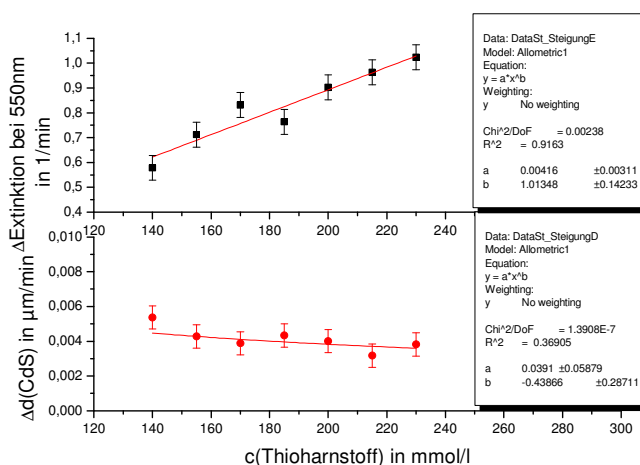 ΔExtinktion bei 550nm
in 1/min
1,1
1,0
0,9
0,8
0,7
0,6
0,5
0,4
140 160 180 200 220 240
Data: DataSt_SteigungE
Model: Allometric1
Equation:
y = a*x^b
Weighting:
y No weighting
Chi^2/DoF = 0.00238
R^2 = 0.9163
a 0.00416 ±0.00311
b 1.01348 ±0.14233
Δd(CdS) in µm/min
0,010
0,008
0,006
0,004
0,002
0,000
120 140 160 180 200 220 240 260 280 300
c(Thioharnstoff) in mmol/l
Data: DataSt_SteigungD
Model: Allometric1
Equation:
y = a*x^b
Weighting:
y No weighting
Chi^2/DoF = 1.3908E-7
R^2 = 0.36905
a 0.0391 ±0.05879
b -0.43866 ±0.28711